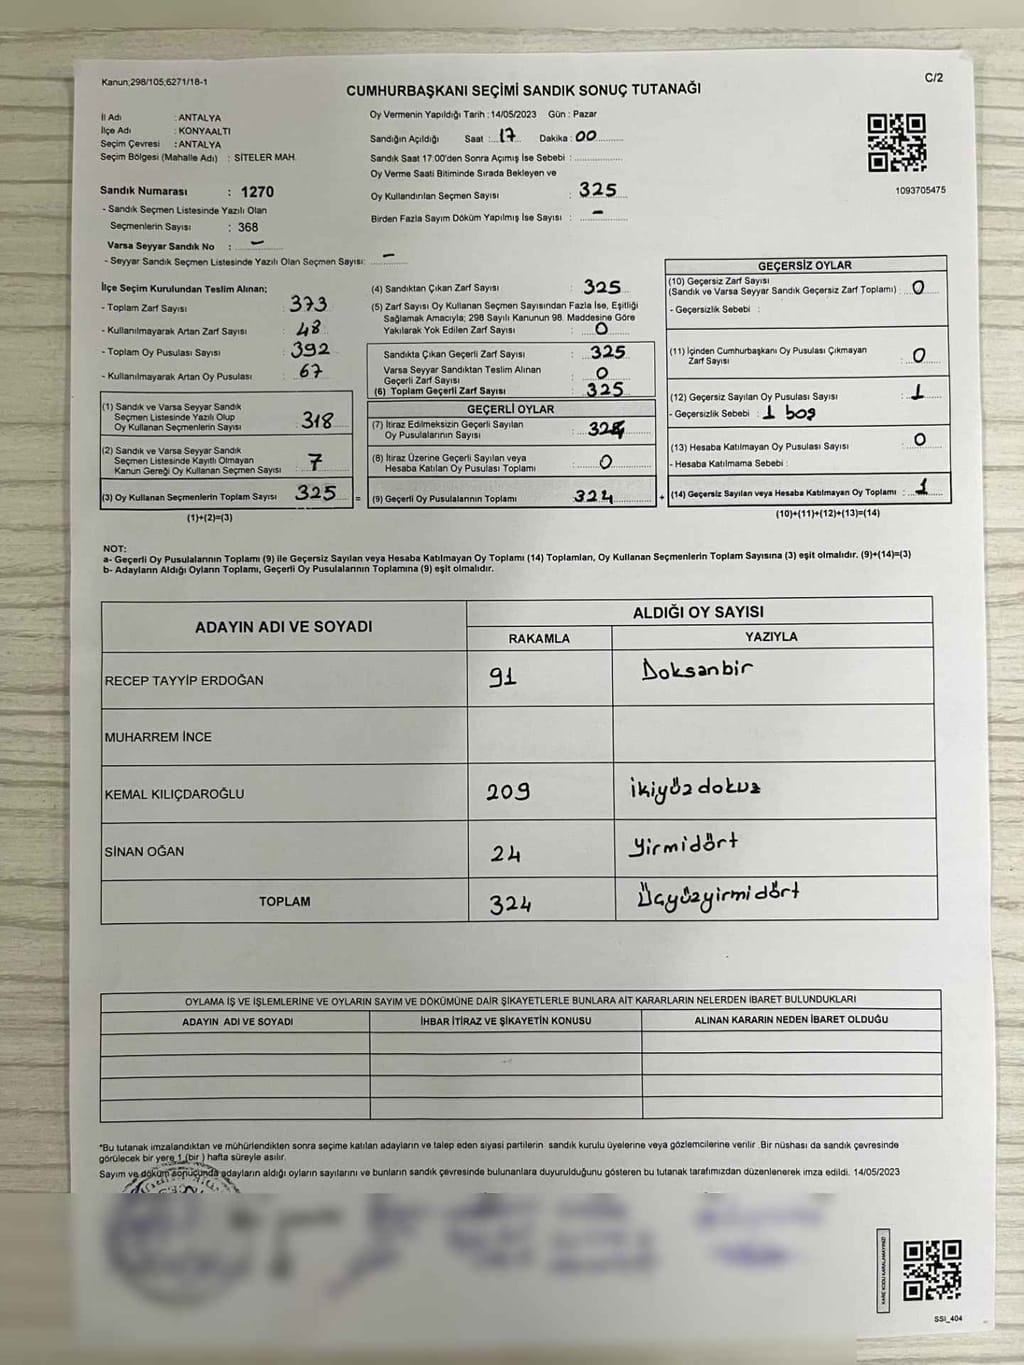 Kanun;298/105;6271/18-1
C/2
CUMHURBAŞKANI SEÇİMİ SANDIK SONUÇ TUTANAĞI
İl Adı : ANTALYA
İlçe Adı : KONYAALTI
Seçim Çevresi : ANTALYA
Seçim Bölgesi (Mahalle Adı) : SİTELER MAH.
Oy Vermenin Yapıldığı Tarih : 14/05/2023 Gün : Pazar
Sandığın Açıldığı Saat : 17 Dakika : 00
Sandık Saat 17:00'den Sonra Açımış İse Sebebi :
Oy Verme Saati Bitiminde Sırada Bekleyen ve
Oy Kullandırılan Seçmen Sayısı : 325
Birden Fazla Sayım Döküm Yapılmış İse Sayısı : -
1093705475
Sandık Numarası : 1270
- Sandık Seçmen Listesinde Yazılı Olan
Seçmenlerin Sayısı : 368
Varsa Seyyar Sandık No : -
- Seyyar Sandık Seçmen Listesinde Yazılı Olan Seçmen Sayısı: -
İlçe Seçim Kurulundan Teslim Alınan;
- Toplam Zarf Sayısı : 373
- Kullanılmayarak Artan Zarf Sayısı : 48
- Toplam Oy Pusulası Sayısı : 392
- Kullanılmayarak Artan Oy Pusulası : 67
(1) Sandık ve Varsa Seyyar Sandık
Seçmen Listesinde Yazılı Olup
Oy Kullanan Seçmenlerin Sayısı : 318
(2) Sandık ve Varsa Seyyar Sandık
Seçmen Listesinde Kayıtlı Olmayan
Kanun Gereği Oy Kullanan Seçmen Sayısı : 7
(3) Oy Kullanan Seçmenlerin Toplam Sayısı : 325 =
(1)+(2)=(3)
(4) Sandıktan Çıkan Zarf Sayısı : 325
(5) Zarf Sayısı Oy Kullanan Seçmen Sayısından Fazla İse, Eşitliği
Sağlamak Amacıyla; 298 Sayılı Kanunun 98. Maddesine Göre
Yakılarak Yok Edilen Zarf Sayısı : 0
Sandıkta Çıkan Geçerli Zarf Sayısı : 325
Varsa Seyyar Sandıktan Teslim Alınan
Geçerli Zarf Sayısı : 0
(6) Toplam Geçerli Zarf Sayısı : 325
GEÇERLİ OYLAR
(7) İtiraz Edilmeksizin Geçerli Sayılan
Oy Pusulalarının Sayısı : 324
(8) İtiraz Üzerine Geçerli Sayılan veya
Hesaba Katılan Oy Pusulası Toplamı : 0
(9) Geçerli Oy Pusulalarının Toplamı : 324 +
GEÇERSİZ OYLAR
(10) Geçersiz Zarf Sayısı
(Sandık ve Varsa Seyyar Sandık Geçersiz Zarf Toplamı) : 0
- Geçersizlik Sebebi :
(11) İçinden Cumhurbaşkanı Oy Pusulası Çıkmayan
Zarf Sayısı : 0
(12) Geçersiz Sayılan Oy Pusulası Sayısı : 1
- Geçersizlik Sebebi : 1 boş
(13) Hesaba Katılmayan Oy Pusulası Sayısı : 0
- Hesaba Katılmama Sebebi :
(14) Geçersiz Sayılan veya Hesaba Katılmayan Oy Toplamı : 1
(10)+(11)+(12)+(13)=(14)
NOT:
a- Geçerli Oy Pusulalarının Toplamı (9) ile Geçersiz Sayılan veya Hesaba Katılmayan Oy Toplamı (14) Toplamları, Oy Kullanan Seçmenlerin Toplam Sayısına (3) eşit olmalıdır. (9)+(14)=(3)
b- Adayların Aldığı Oyların Toplamı, Geçerli Oy Pusulalarının Toplamına (9) eşit olmalıdır.
ADAYIN ADI VE SOYADI
ALDIĞI OY SAYISI
RAKAMLA YAZIYLA
RECEP TAYYİP ERDOĞAN 91 Doksanbir
MUHARREM İNCE
KEMAL KILIÇDAROĞLU 209 ikiyüzdokuz
SİNAN OĞAN 24 yirmidört
TOPLAM 324 Üçyüzyirmidört
OYLAMA İŞ VE İŞLEMLERİNE VE OYLARIN SAYIM VE DÖKÜMÜNE DAİR ŞİKAYETLERLE BUNLARA AİT KARARLARIN NELERDEN İBARET BULUNDUKLARI
ADAYIN ADI VE SOYADI İHBAR İTİRAZ VE ŞİKAYETİN KONUSU ALINAN KARARIN NEDEN İBARET OLDUĞU
*Bu tutanak imzalandıktan ve mühürlendikten sonra seçime katılan adayların ve talep eden siyasi partilerin sandık kurulu üyelerine veya gözlemcilerine verilir .Bir nüshası da sandık çevresinde
görülecek bir yere 1 (bir ) hafta süreyle asılır.
Sayım ve döküm sonucunda adayların aldığı oyların sayılarını ve bunların sandık çevresinde bulunanlara duyurulduğunu gösteren bu tutanak tarafımızdan düzenlenerek imza edildi. 14/05/2023
KARE KODU KARALAMAYINIZ!
SSI_404